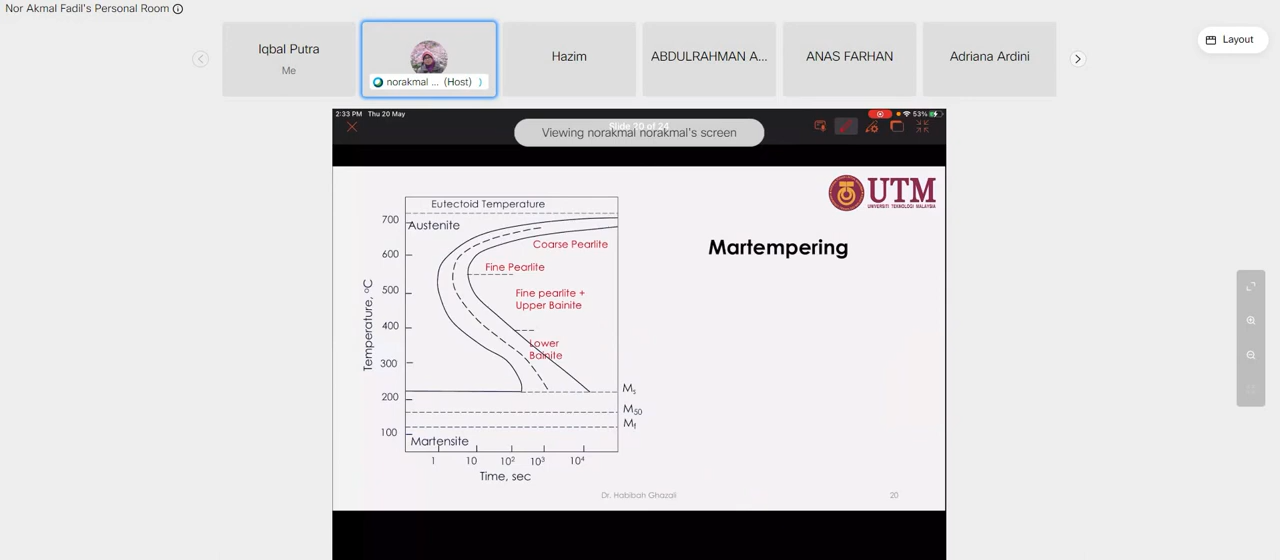 Nor Akmal Fadil's Personal Room
Iqbal Putra
Me
norakmal ... (Host)
Hazim
ABDULRAHMAN A...
ANAS FARHAN
Adriana Ardini
Layout
2:33 PM Thu 20 May
53%
Viewing norakmal norakmal's screen
UTM
UNIVERSITI TEKNOLOGI MALAYSIA
Martempering
Eutectoid Temperature
700
Austenite
Coarse Pearlite
600
Fine Pearlite
500
Fine pearlite +
Upper Bainite
Temperature, °C
400
Lower
Bainite
300
Ms
200
M50
Mf
100
Martensite
1 10 10² 10³ 10⁴
Time, sec
Dr. Habibah Ghazali
20